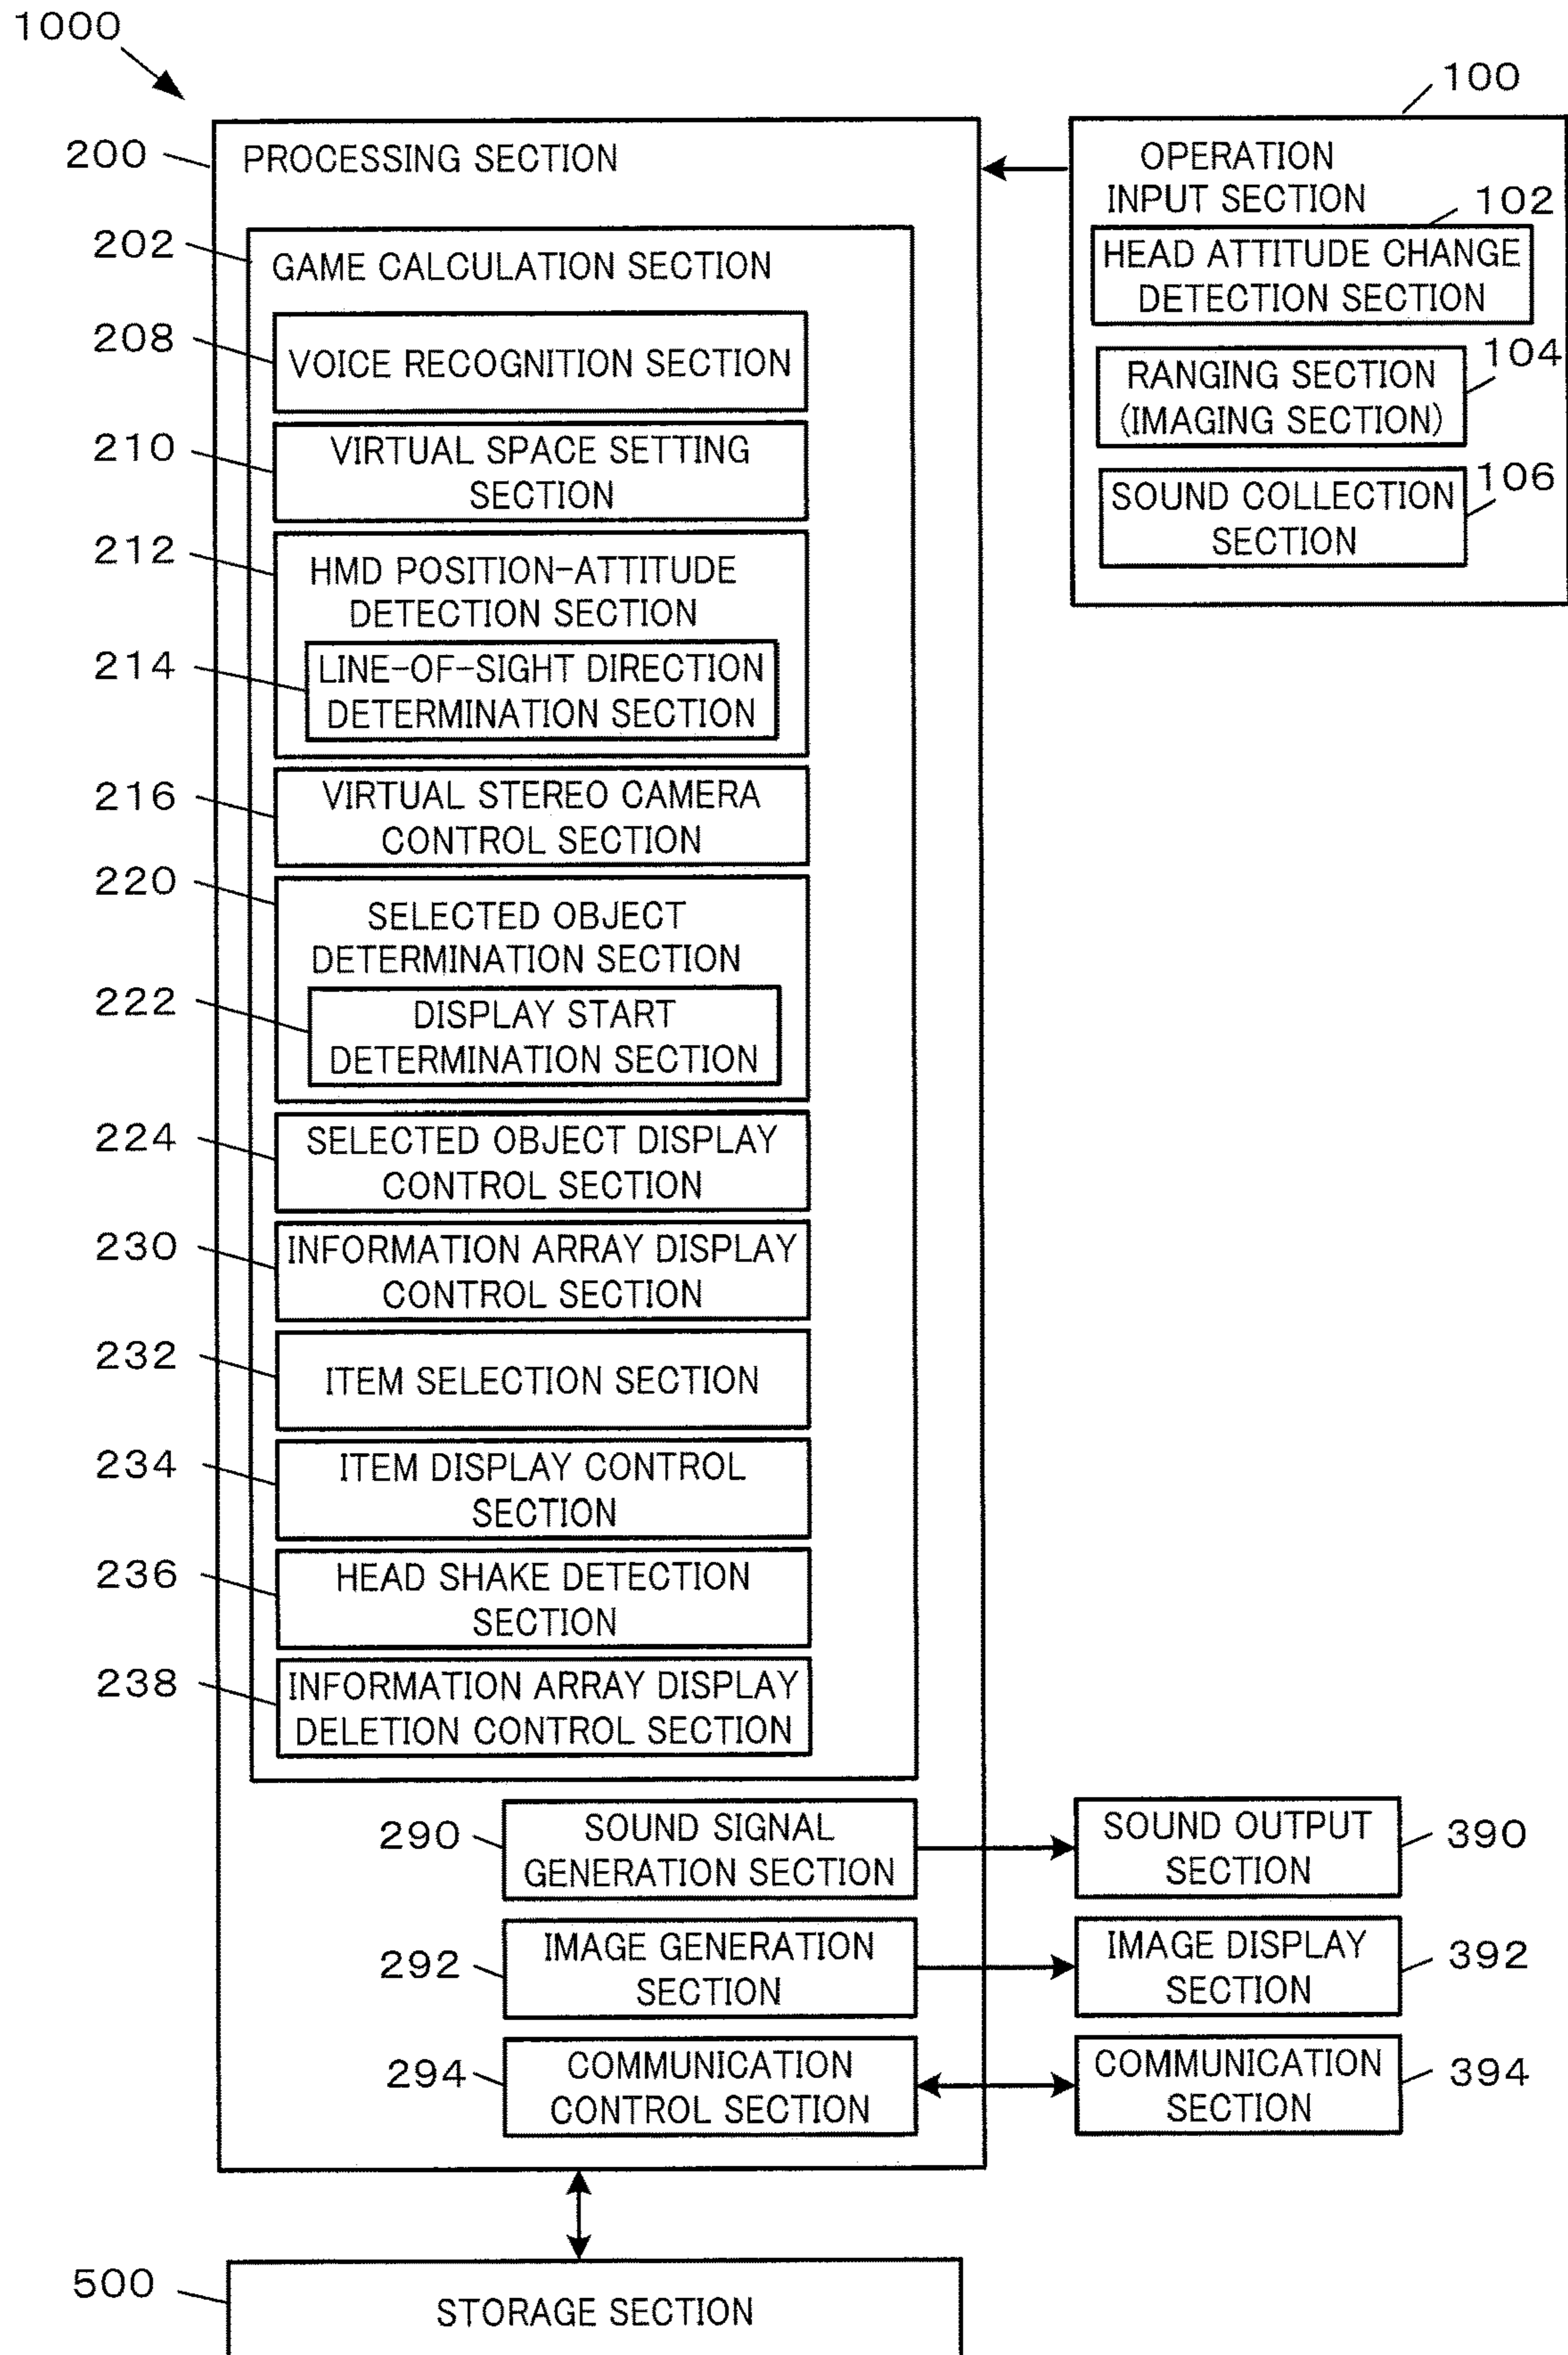 1000
200
PROCESSING SECTION
202
GAME CALCULATION SECTION
208
VOICE RECOGNITION SECTION
210
VIRTUAL SPACE SETTING
SECTION
212
HMD POSITION-ATTITUDE
DETECTION SECTION
214
LINE-OF-SIGHT DIRECTION
DETERMINATION SECTION
216
VIRTUAL STEREO CAMERA
CONTROL SECTION
220
SELECTED OBJECT
DETERMINATION SECTION
222
DISPLAY START
DETERMINATION SECTION
224
SELECTED OBJECT DISPLAY
CONTROL SECTION
230
INFORMATION ARRAY DISPLAY
CONTROL SECTION
232
ITEM SELECTION SECTION
234
ITEM DISPLAY CONTROL
SECTION
236
HEAD SHAKE DETECTION
SECTION
238
INFORMATION ARRAY DISPLAY
DELETION CONTROL SECTION
290
SOUND SIGNAL
GENERATION SECTION
292
IMAGE GENERATION
SECTION
294
COMMUNICATION
CONTROL SECTION
100
OPERATION
INPUT SECTION
102
HEAD ATTITUDE CHANGE
DETECTION SECTION
104
RANGING SECTION
(IMAGING SECTION)
106
SOUND COLLECTION
SECTION
SOUND OUTPUT
SECTION
390
IMAGE DISPLAY
SECTION
392
COMMUNICATION
SECTION
394
500
STORAGE SECTION